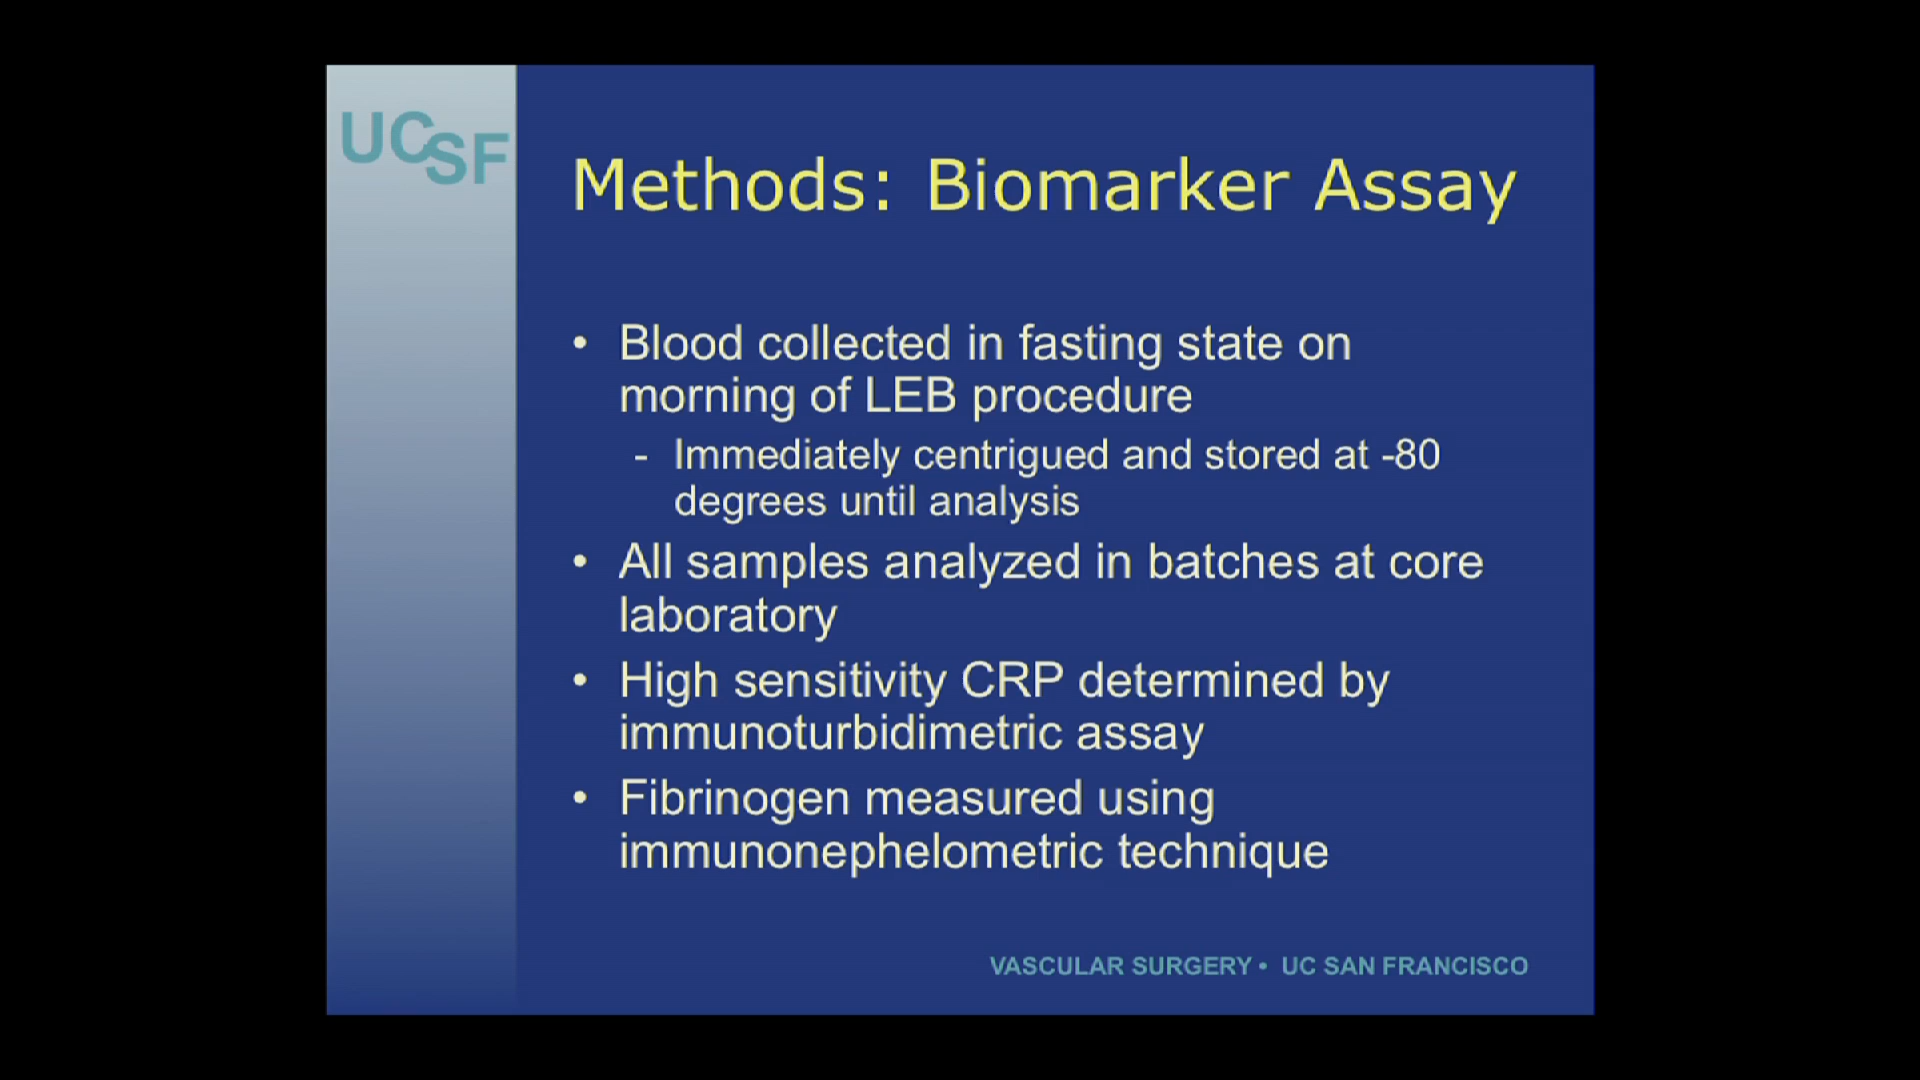 UCSF
Methods: Biomarker Assay
• Blood collected in fasting state on
morning of LEB procedure
- Immediately centrigued and stored at -80
degrees until analysis
• All samples analyzed in batches at core
laboratory
• High sensitivity CRP determined by
immunoturbidimetric assay
• Fibrinogen measured using
immunonephelometric technique
VASCULAR SURGERY • UC SAN FRANCISCO